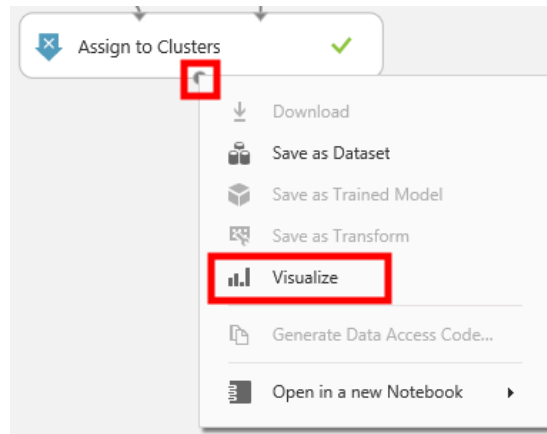 Assign to Clusters
Download
Save as Dataset
Save as Trained Model
Save as Transform
Visualize
Generate Data Access Code...
Open in a new Notebook